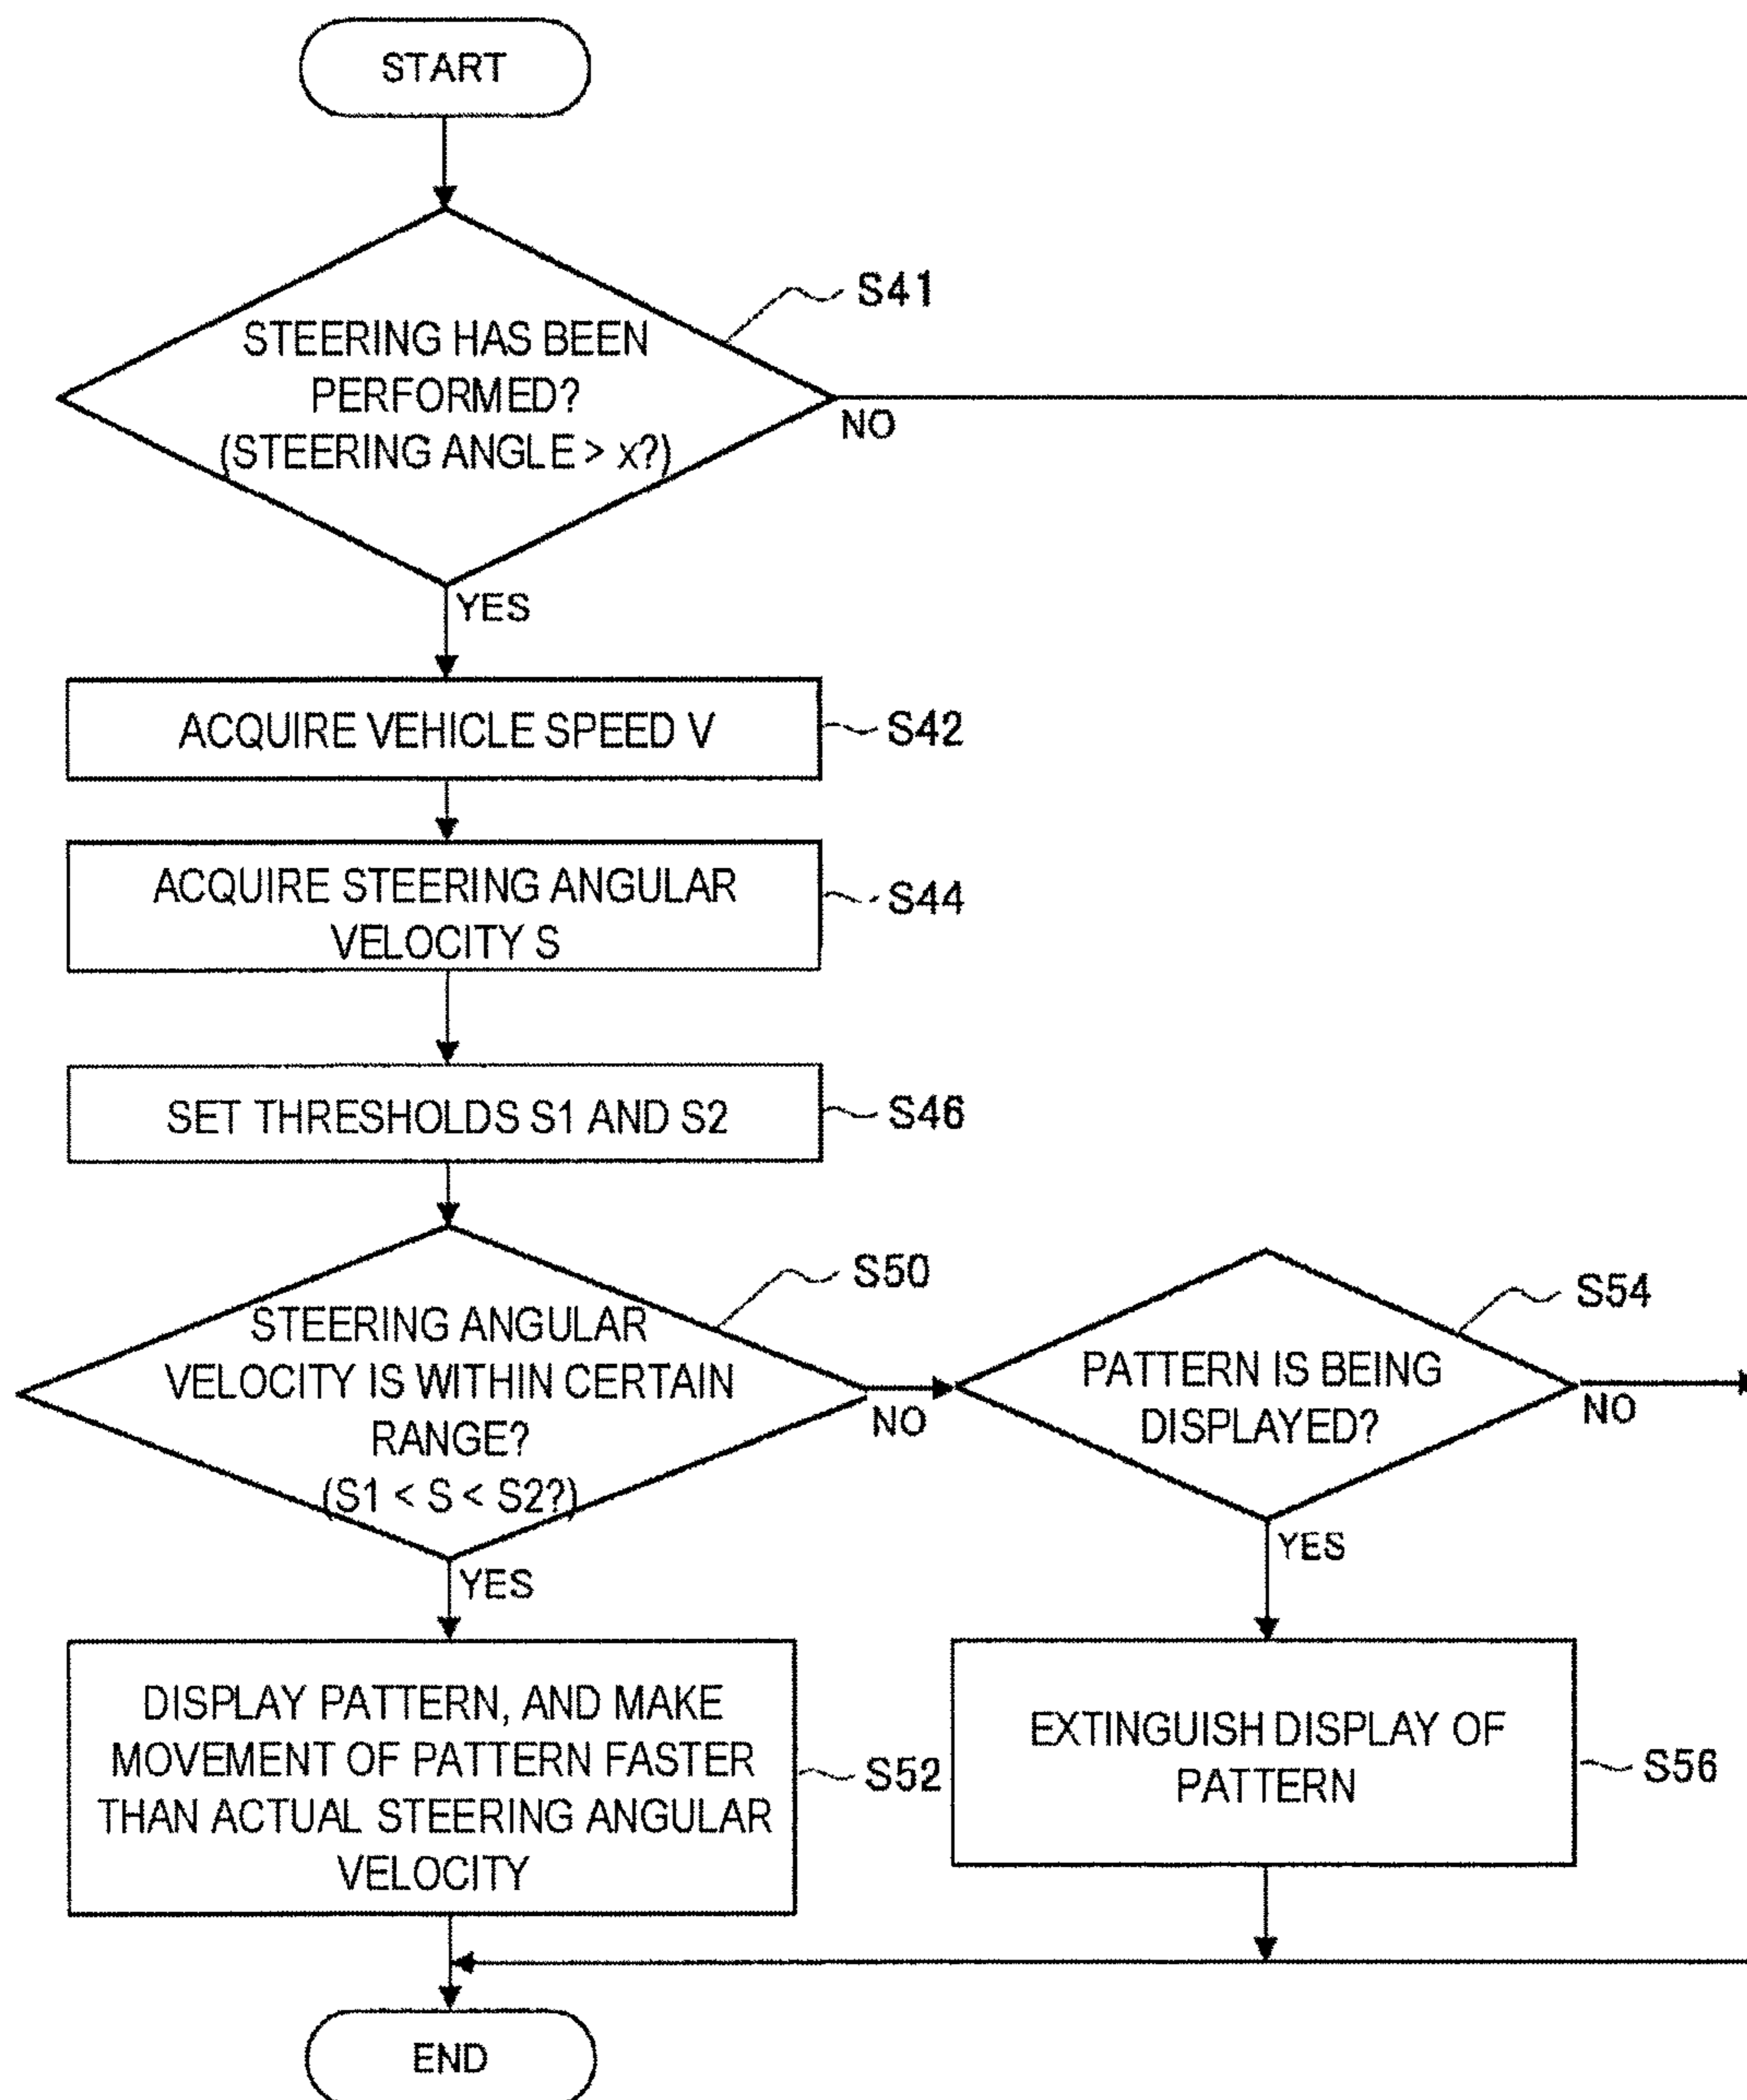 START
S41
STEERING HAS BEEN
PERFORMED?
(STEERING ANGLE > x?)
NO
YES
ACQUIRE VEHICLE SPEED V
S42
ACQUIRE STEERING ANGULAR
VELOCITY S
S44
SET THRESHOLDS S1 AND S2
S46
S50
STEERING ANGULAR
VELOCITY IS WITHIN CERTAIN
RANGE?
(S1 < S < S2?)
NO
YES
S54
PATTERN IS BEING
DISPLAYED?
NO
YES
DISPLAY PATTERN, AND MAKE
MOVEMENT OF PATTERN FASTER
THAN ACTUAL STEERING ANGULAR
VELOCITY
S52
EXTINGUISH DISPLAY OF
PATTERN
S56
END